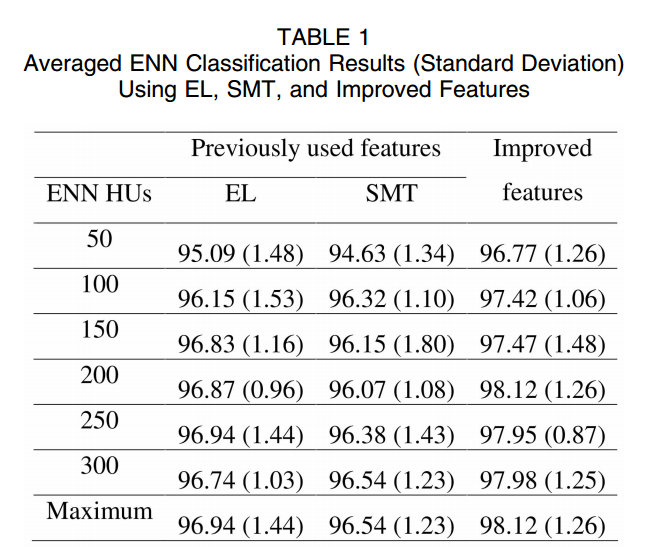 TABLE 1
Averaged ENN Classification Results (Standard Deviation)
Using EL, SMT, and Improved Features
Previously used features Improved
ENN HUs EL SMT features
50 95.09 (1.48) 94.63 (1.34) 96.77 (1.26)
100 96.15 (1.53) 96.32 (1.10) 97.42 (1.06)
150 96.83 (1.16) 96.15 (1.80) 97.47 (1.48)
200 96.87 (0.96) 96.07 (1.08) 98.12 (1.26)
250 96.94 (1.44) 96.38 (1.43) 97.95 (0.87)
300 96.74 (1.03) 96.54 (1.23) 97.98 (1.25)
Maximum 96.94 (1.44) 96.54 (1.23) 98.12 (1.26)